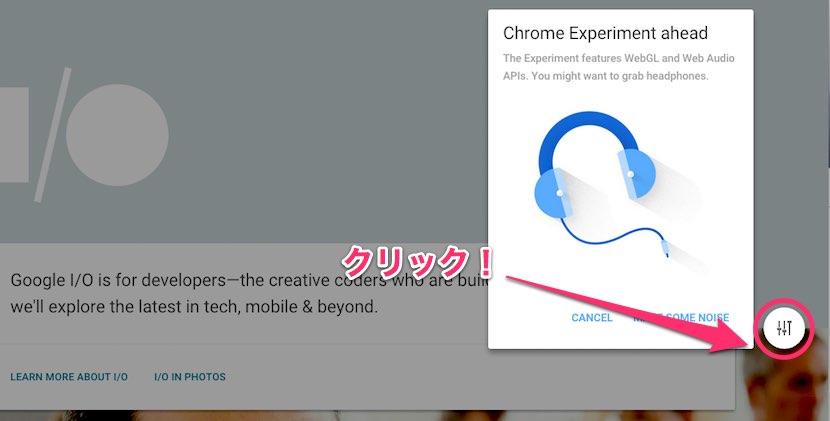 I/O
Chrome Experiment ahead
The Experiment features WebGL and Web Audio
APIs. You might want to grab headphones.
クリック！
Google I/O is for developers—the creative coders who are buil
we'll explore the latest in tech, mobile & beyond.
CANCEL
SOME NOISE
LEARN MORE ABOUT I/O
I/O IN PHOTOS